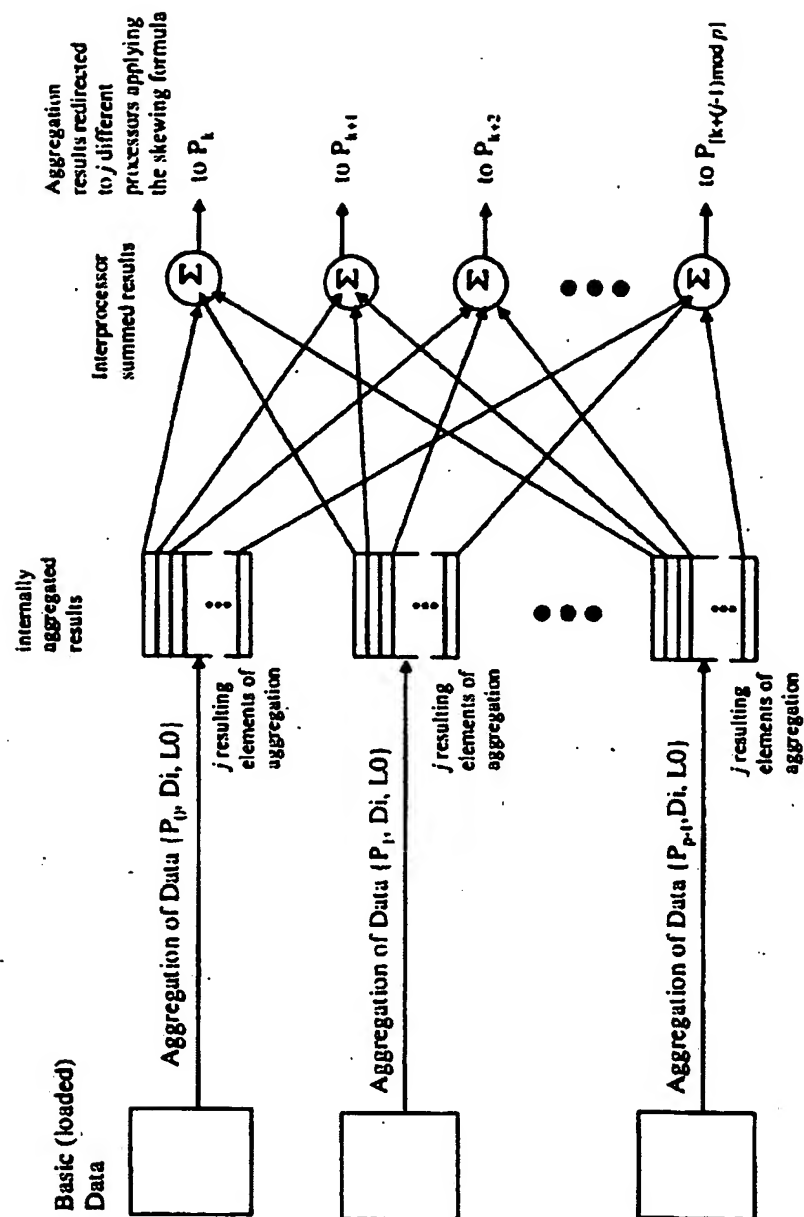 Basic (loaded)
Data
Aggregation of Data {P0, Di, L0}
Aggregation of Data {P1, Di, L0}
Aggregation of Data {Pp-1, Di, L0}
internally
aggregated
results
j resulting
elements of
aggregation
j resulting
elements of
aggregation
j resulting
elements of
aggregation
Interprocessor
summed results
Σ
Σ
Σ
Σ
Aggregation
results redirected
to j different
processors applying
the skewing formula
to Pk
to Pk+1
to Pk+2
to P[k+(j-1)mod p]